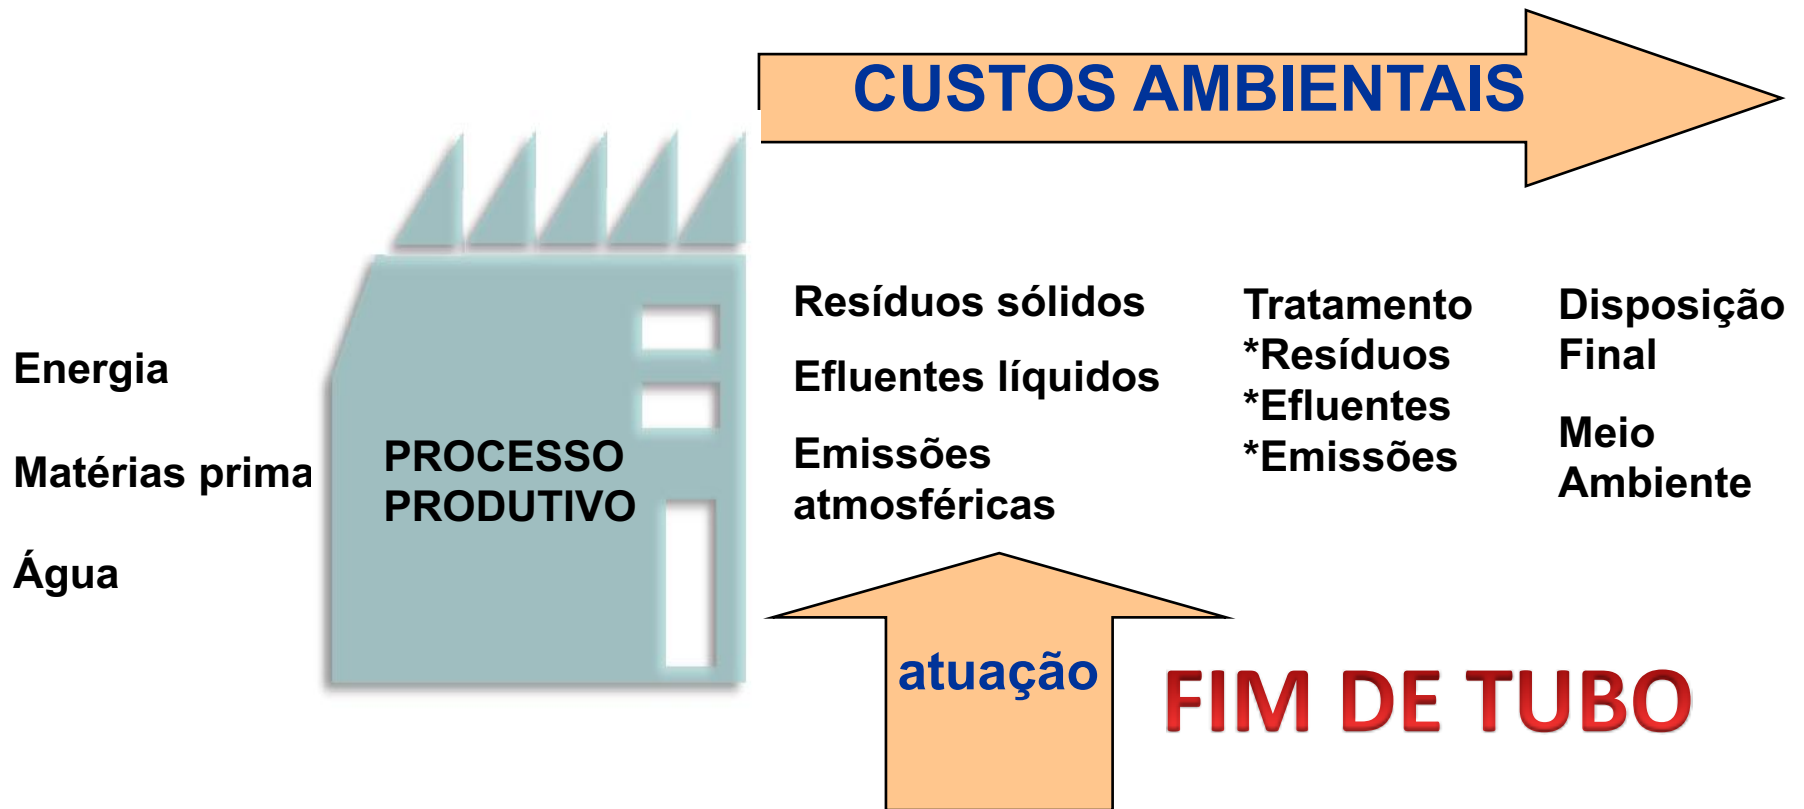 CUSTOS AMBIENTAIS
Energia
Matérias prima
Água
PROCESSO
PRODUTIVO
Resíduos sólidos
Efluentes líquidos
Emissões
atmosféricas
Tratamento
*Resíduos
*Efluentes
*Emissões
Disposição
Final
Meio
Ambiente
atuação
FIM DE TUBO